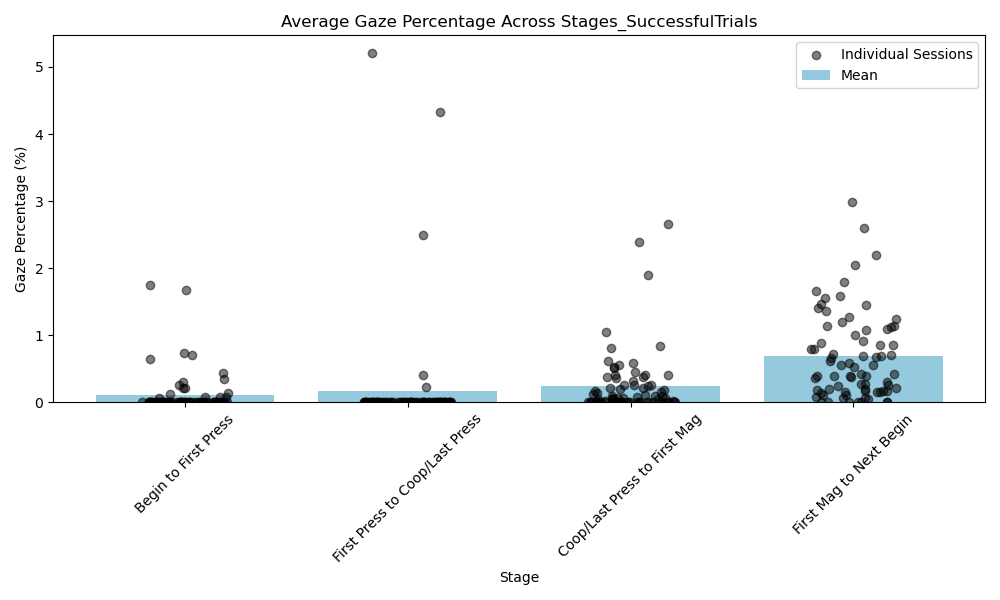 Average Gaze Percentage Across Stages_SuccessfulTrials
Individual Sessions
Mean
Gaze Percentage (%)
5
4
3
2
1
0
Begin to First Press
First Press to Coop/Last Press
Coop/Last Press to First Mag
First Mag to Next Begin
Stage